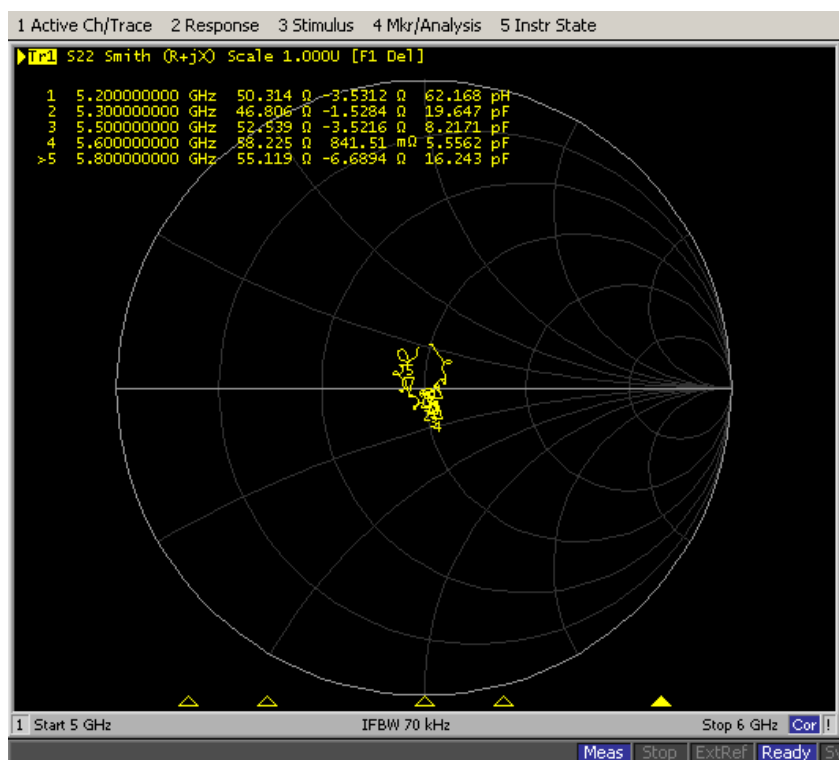 1 Active Ch/Trace 2 Response 3 Stimulus 4 Mkr/Analysis 5 Instr State
Tr1 S22 Smith (R+jX) Scale 1.000U [F1 Del]
1 5.200000000 GHz 50.314 Ω -3.5312 Ω 62.168 pH
2 5.300000000 GHz 46.806 Ω -1.5284 Ω 19.647 pF
3 5.500000000 GHz 52.539 Ω -3.5216 Ω 8.2171 pF
4 5.600000000 GHz 58.225 Ω 841.51 mΩ 5.5562 pF
>5 5.800000000 GHz 55.119 Ω -6.6894 Ω 16.243 pF
1 Start 5 GHz IFBW 70 kHz Stop 6 GHz Cor !
Meas Stop ExtRef Ready